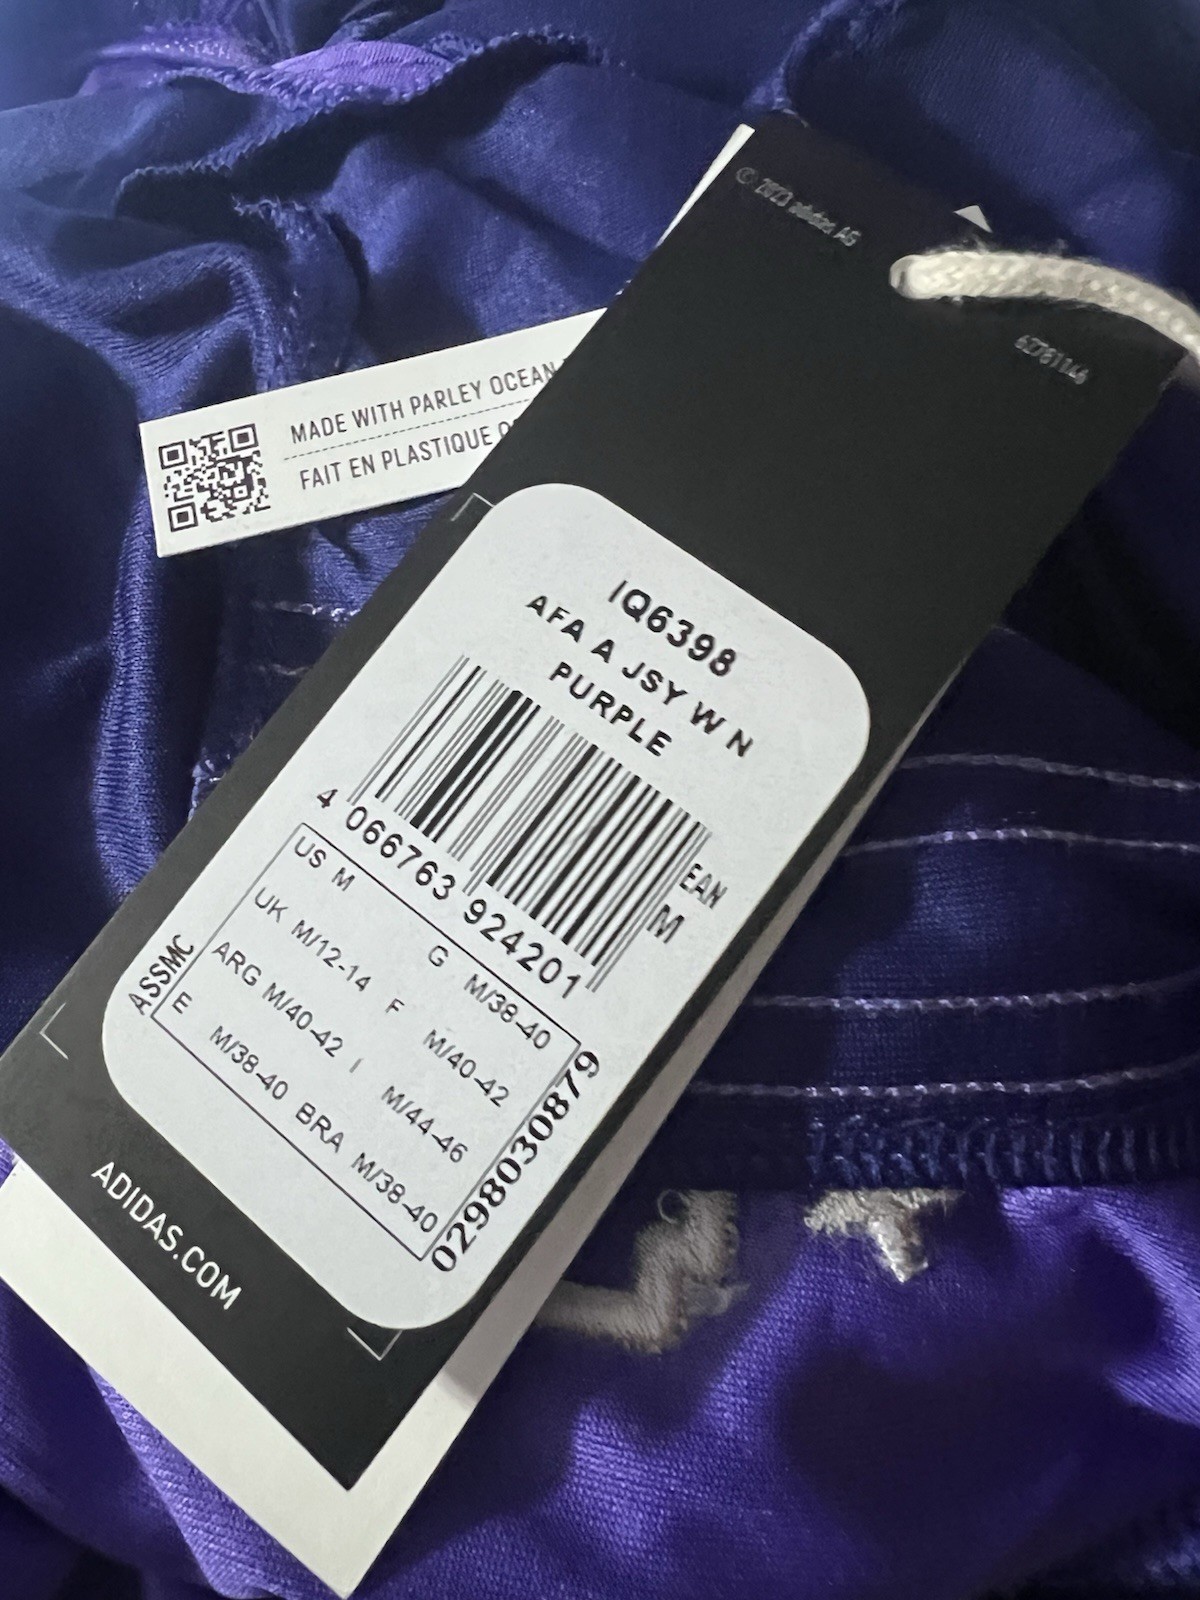 © 2023 adidas AG
MADE WITH PARLEY OCEAN
FAIT EN PLASTIQUE
IQ6398
AFA A JSY W N
PURPLE
EAN
M
4 066763 924201
US M G M/38-40
UK M/12-14 F M/40-42
ARG M/40-42 I M/44-46
E M/38-40 BRA M/38-40
ASSMC
02980030879
ADIDAS.COM